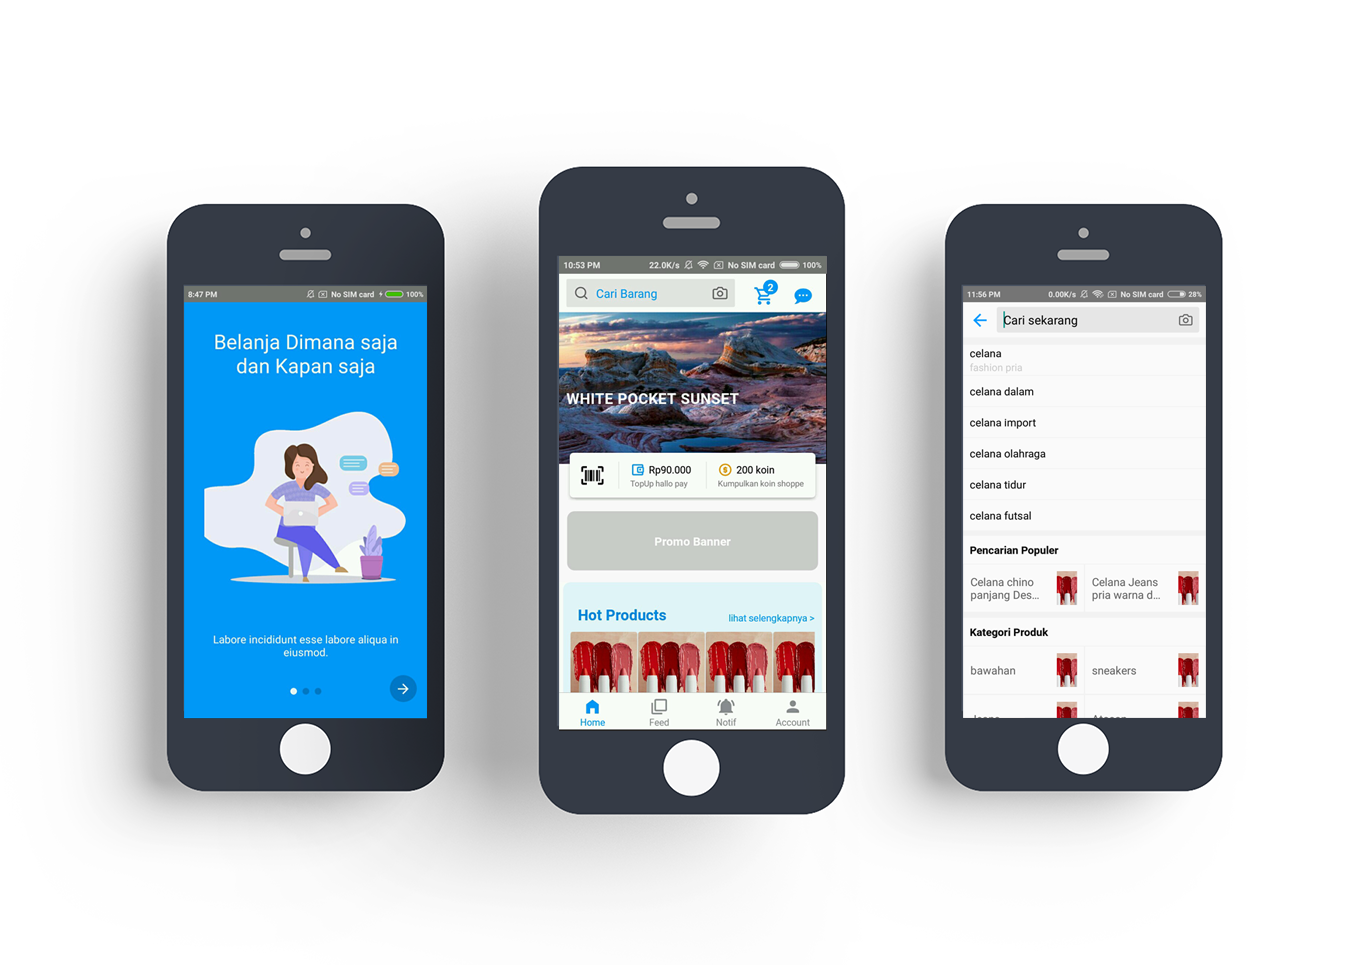 8:47 PM
No SIM card
100%
Belanja Dimana saja
dan Kapan saja
Labore incididunt esse labore aliqua in
eiusmod.
10:53 PM
22.0K/s
No SIM card
100%
Cari Barang
2
WHITE POCKET SUNSET
Rp90.000
TopUp hallo pay
200 koin
Kumpulkan koin shoppe
Promo Banner
Hot Products
lihat selengkapnya >
Home
Feed
Notif
Account
11:56 PM
0.00K/s
No SIM card
28%
Cari sekarang
celana
fashion pria
celana dalam
celana import
celana olahraga
celana tidur
celana futsal
Pencarian Populer
Celana chino
panjang Des...
Celana Jeans
pria warna d...
Kategori Produk
bawahan
sneakers